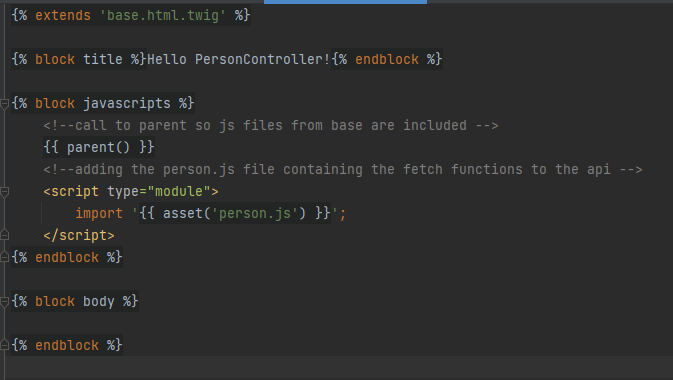 {% extends 'base.html.twig' %}
{% block title %}Hello PersonController!{% endblock %}
{% block javascripts %}
<!--call to parent so js files from base are included -->
{{ parent() }}
<!--adding the person.js file containing the fetch functions to the api -->
<script type="module">
import '{{ asset('person.js') }}';
</script>
{% endblock %}
{% block body %}
{% endblock %}